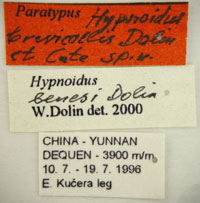 Paratypus Hypnoidus
brevicollis Dolin
et Cate sp.n.
Hypnoidus
benesi Dolin
W.Dolin det. 2000
CHINA - YUNNAN
DEQUEN - 3900 m/m
10. 7. - 19. 7. 1996
E. Kučera leg